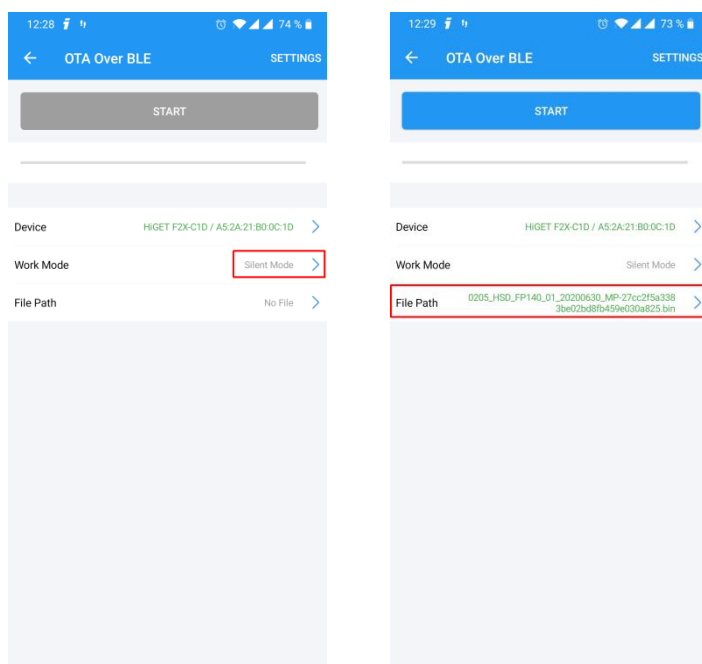 12:28 74 %
OTA Over BLE SETTINGS
START
Device HiGET F2X-C1D / A5:2A:21:B0:0C:1D
Work Mode Silent Mode
File Path No File
12:29 73 %
OTA Over BLE SETTINGS
START
Device HiGET F2X-C1D / A5:2A:21:B0:0C:1D
Work Mode Silent Mode
File Path 0205_HSD_FP140_01_20200630_MP-27cc2f5a338
3be02bd8fb459e030a825.bin